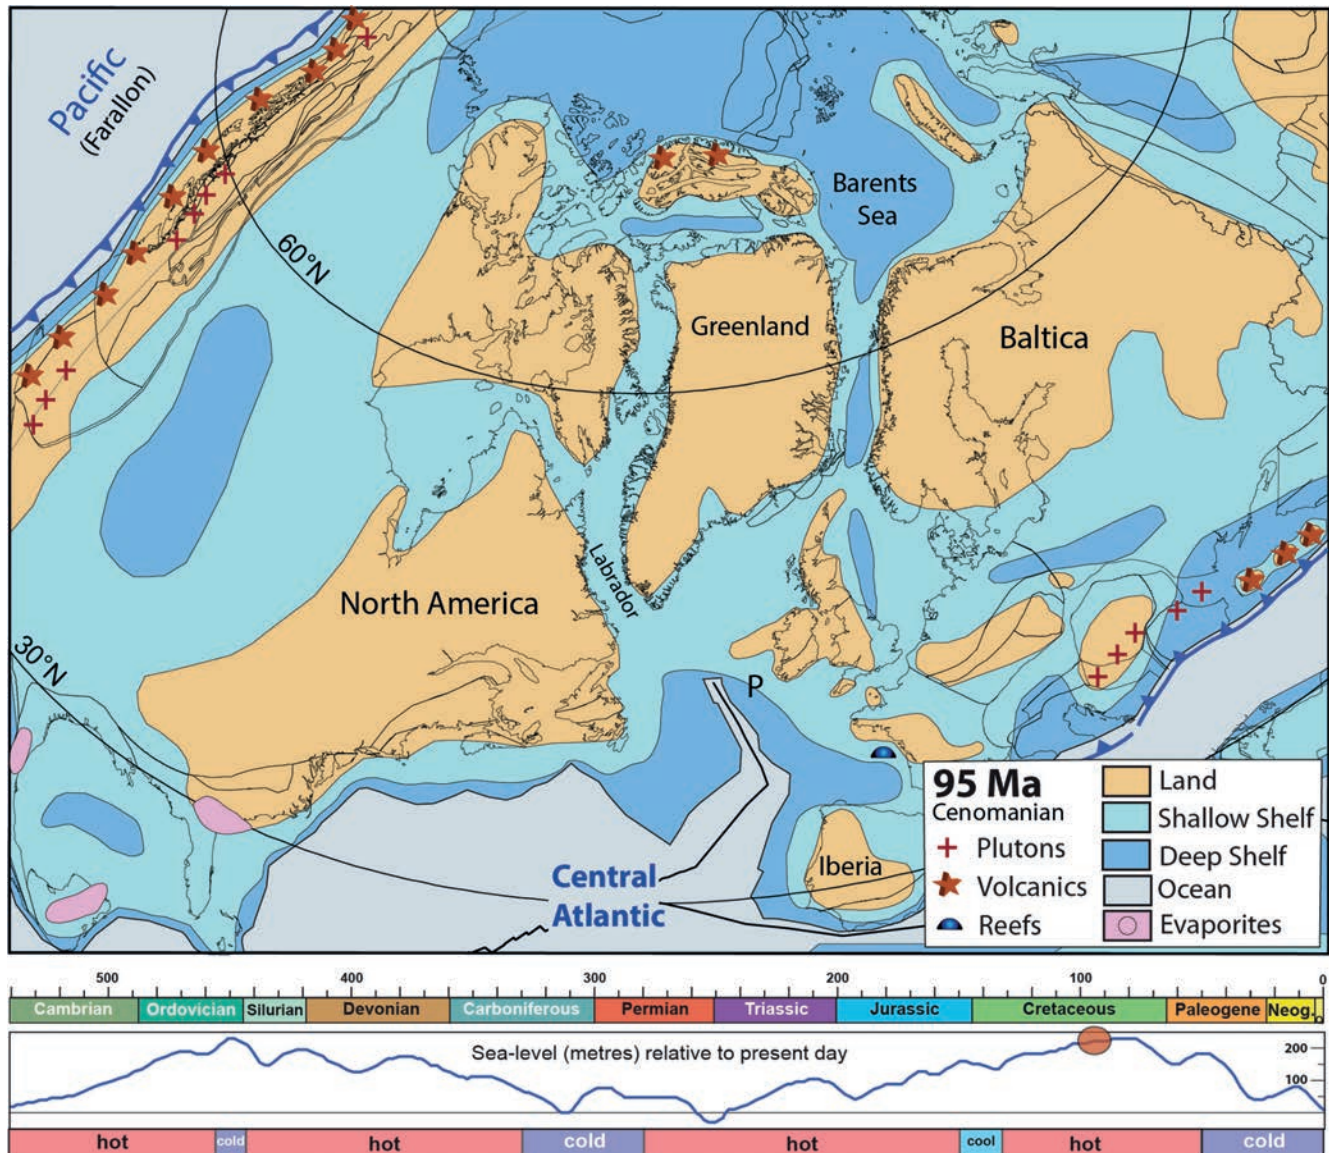 Pacific
(Farallon)
60°N
Barents
Sea
Greenland
Baltica
North America
Labrador
30°N
P
Central
Atlantic
Iberia
95 Ma
Cenomanian
Plutons
Volcanics
Reefs
Land
Shallow Shelf
Deep Shelf
Ocean
Evaporites
500 400 300 200 100 0
Cambrian Ordovician Silurian Devonian Carboniferous Permian Triassic Jurassic Cretaceous Paleogene Neog. P
Sea-level (metres) relative to present day
200
100
hot cold hot cold hot cool hot cold